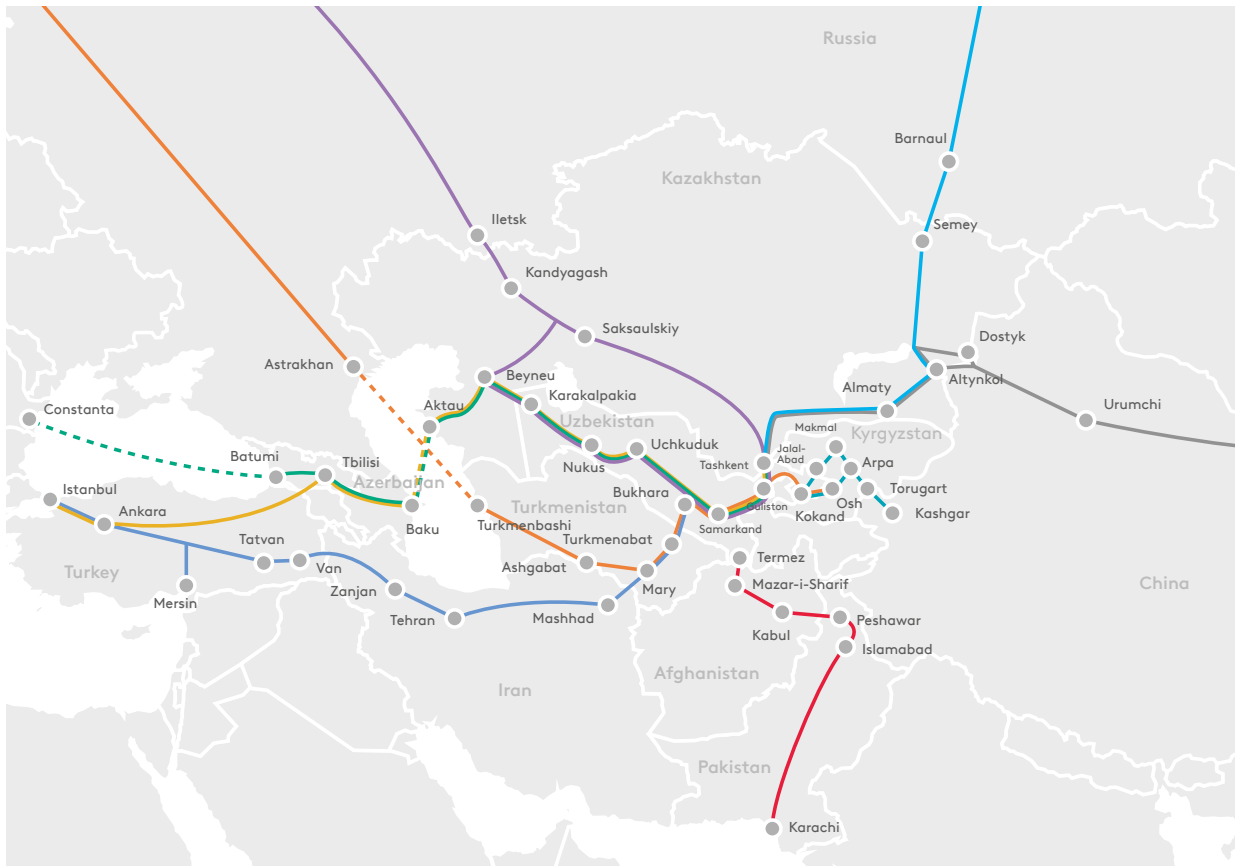 Russia
Barnaul
Kazakhstan
Iletsk
Semey
Kandyagash
Saksaulskiy
Dostyk
Astrakhan
Beyneu
Altynkol
Almaty
Karakalpakia
Aktau
Constanta
Urumchi
Uzbekistan
Makmal
Kyrgyzstan
Uchkuduk
Jalal-
Abad
Batumi
Tbilisi
Nukus
Tashkent
Arpa
Azerbaijan
Istanbul
Bukhara
Torugart
Ankara
Turkmenistan
Guliston
Osh
Kokand
Kashgar
Baku
Turkmenbashi
Samarkand
Tatvan
Turkmenabat
Termez
Turkey
Van
Ashgabat
Mazar-i-Sharif
China
Zanjan
Mary
Mersin
Tehran
Mashhad
Kabul
Peshawar
Islamabad
Iran
Afghanistan
Pakistan
Karachi